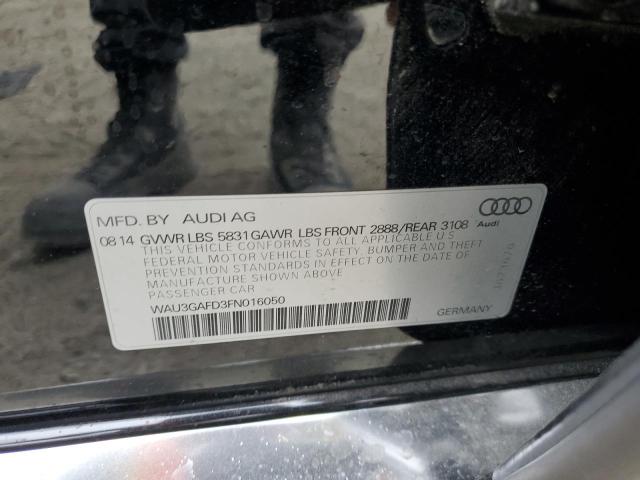 MFD. BY AUDI AG
Audi
08 14 GVWR LBS 5831 GAWR LBS FRONT 2888/REAR 3108
THIS VEHICLE CONFORMS TO ALL APPLICABLE U S
FEDERAL MOTOR VEHICLE SAFETY, BUMPER AND THEFT
PREVENTION STANDARDS IN EFFECT ON THE DATE OF
MANUFACTURE SHOWN ABOVE
PASSENGER CAR
WAU3GAFD3FN016050
GERMANY